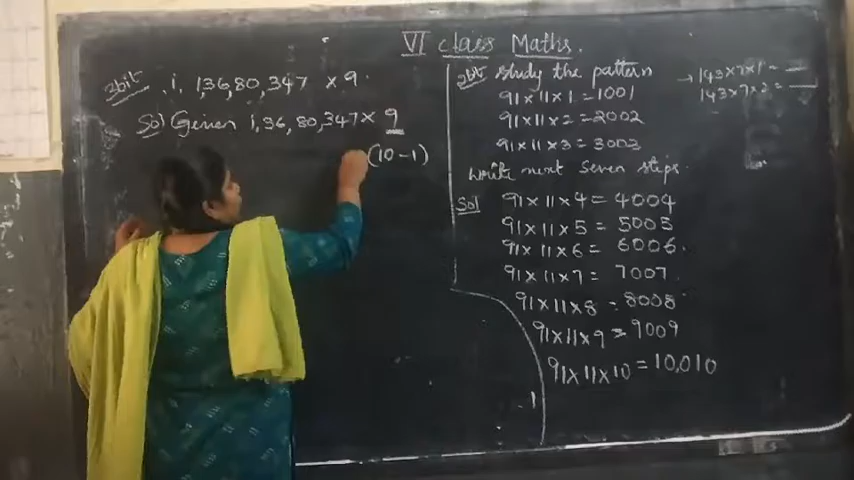 VI class Maths.
2bit i, 1,36,80,347 × 9
Sol Given 1,36,80,347 × 9
(10-1)
2bit study the pattern
91×11×1 = 1001
91×11×2 = 2002
91×11×3 = 3003
Write next Seven steps.
Sol 91×11×4 = 4004
91×11×5 = 5005
91×11×6 = 6006
91×11×7 = 7007
91×11×8 = 8008
91×11×9 = 9009
91×11×10 = 10,010
→ 143×7×1 = __
143×7×2 = __